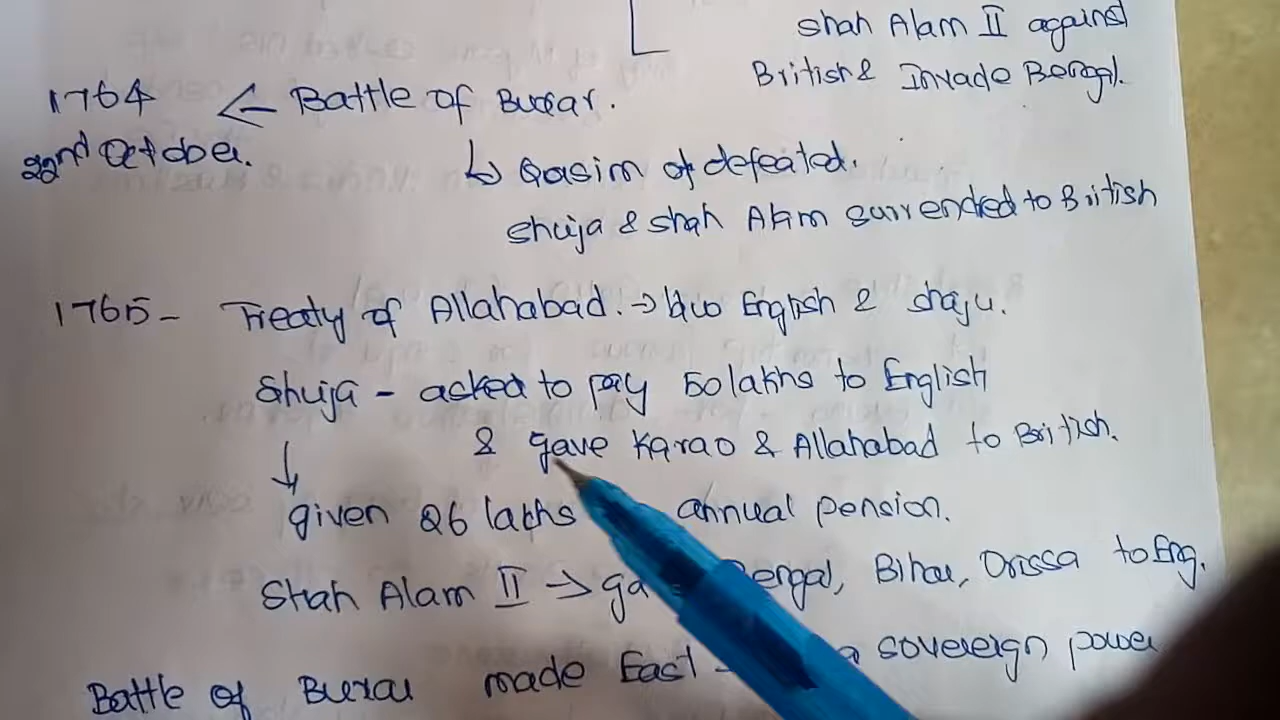 Shah Alam II against
British & Invade Bengal.
1764 ← Battle of Buxar.
22nd October.
↳ Qasim of defeated.
Shuja & Shah Alam surrended to British
1765 - Treaty of Allahabad. → b/w English & Shaju.
Shuja - asked to pay 50 lakhs to English
& gave Karao & Allahabad to British.
↓
given 26 lakhs annual pension.
Shah Alam II → Bengal, Bihar, Orissa to Eng.
Battle of Buxar made East a sovereign power